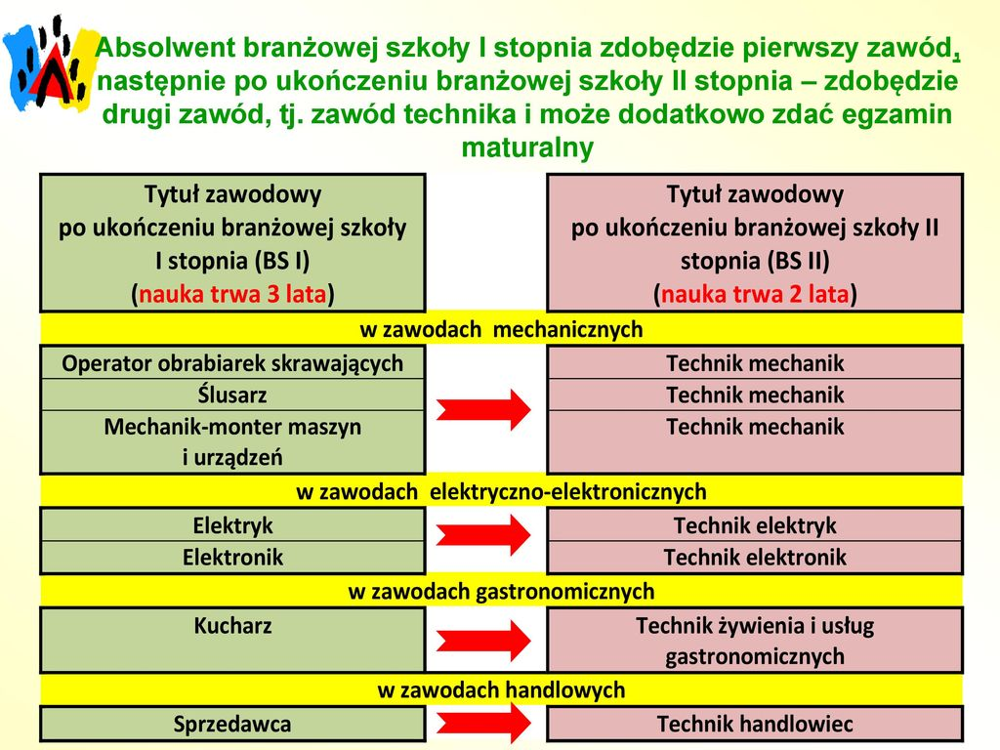 Absolwent branżowej szkoły I stopnia zdobędzie pierwszy zawód,
następnie po ukończeniu branżowej szkoły II stopnia – zdobędzie
drugi zawód, tj. zawód technika i może dodatkowo zdać egzamin
maturalny
Tytuł zawodowy
po ukończeniu branżowej szkoły
I stopnia (BS I)
(nauka trwa 3 lata)
Tytuł zawodowy
po ukończeniu branżowej szkoły II
stopnia (BS II)
(nauka trwa 2 lata)
w zawodach mechanicznych
Operator obrabiarek skrawających
Technik mechanik
Ślusarz
Technik mechanik
Mechanik-monter maszyn
i urządzeń
Technik mechanik
w zawodach elektryczno-elektronicznych
Elektryk
Technik elektryk
Elektronik
Technik elektronik
w zawodach gastronomicznych
Kucharz
Technik żywienia i usług
gastronomicznych
w zawodach handlowych
Sprzedawca
Technik handlowiec